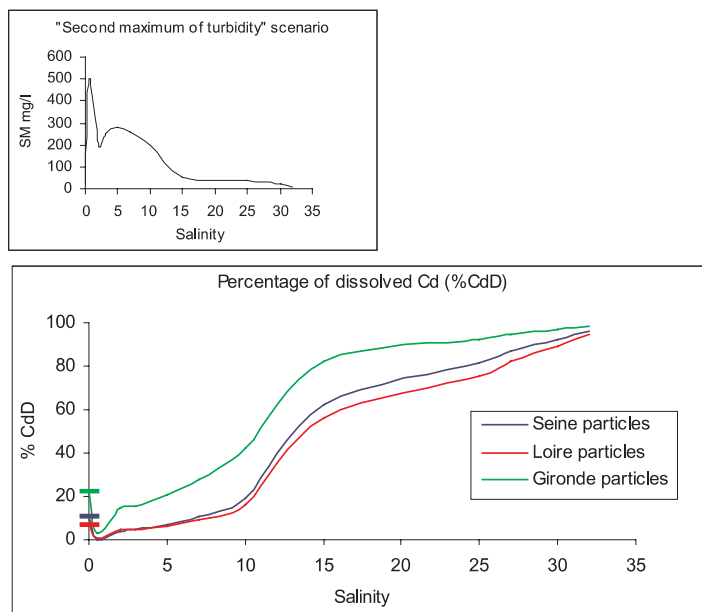 "Second maximum of turbidity" scenario
SM mg/l
600
500
400
300
200
100
0
0 5 10 15 20 25 30 35
Salinity
Percentage of dissolved Cd (%CdD)
% CdD
100
80
60
40
20
0
Seine particles
Loire particles
Gironde particles
0 5 10 15 20 25 30 35
Salinity